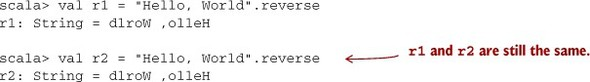 scala> val r1 = "Hello, World".reverse
r1: String = dlroW ,olleH
scala> val r2 = "Hello, World".reverse
r1 and r2 are still the same.
r2: String = dlroW ,olleH